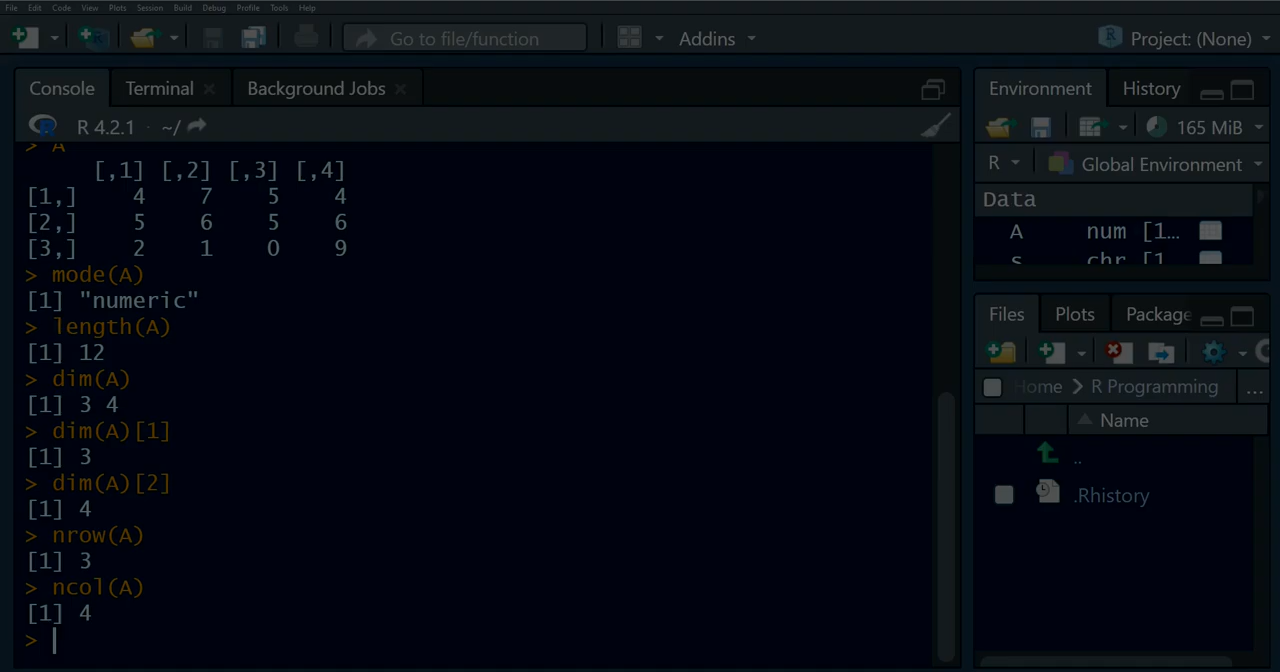 File Edit Code View Plots Session Build Debug Profile Tools Help
Go to file/function Addins Project: (None)
Console Terminal Background Jobs
R 4.2.1 · ~/
> A
[,1] [,2] [,3] [,4]
[1,] 4 7 5 4
[2,] 5 6 5 6
[3,] 2 1 0 9
> mode(A)
[1] "numeric"
> length(A)
[1] 12
> dim(A)
[1] 3 4
> dim(A)[1]
[1] 3
> dim(A)[2]
[1] 4
> nrow(A)
[1] 3
> ncol(A)
[1] 4
>
Environment History
165 MiB
R Global Environment
Data
A num [1…
s chr [1
Files Plots Package
Home R Programming ...
Name
..
.Rhistory